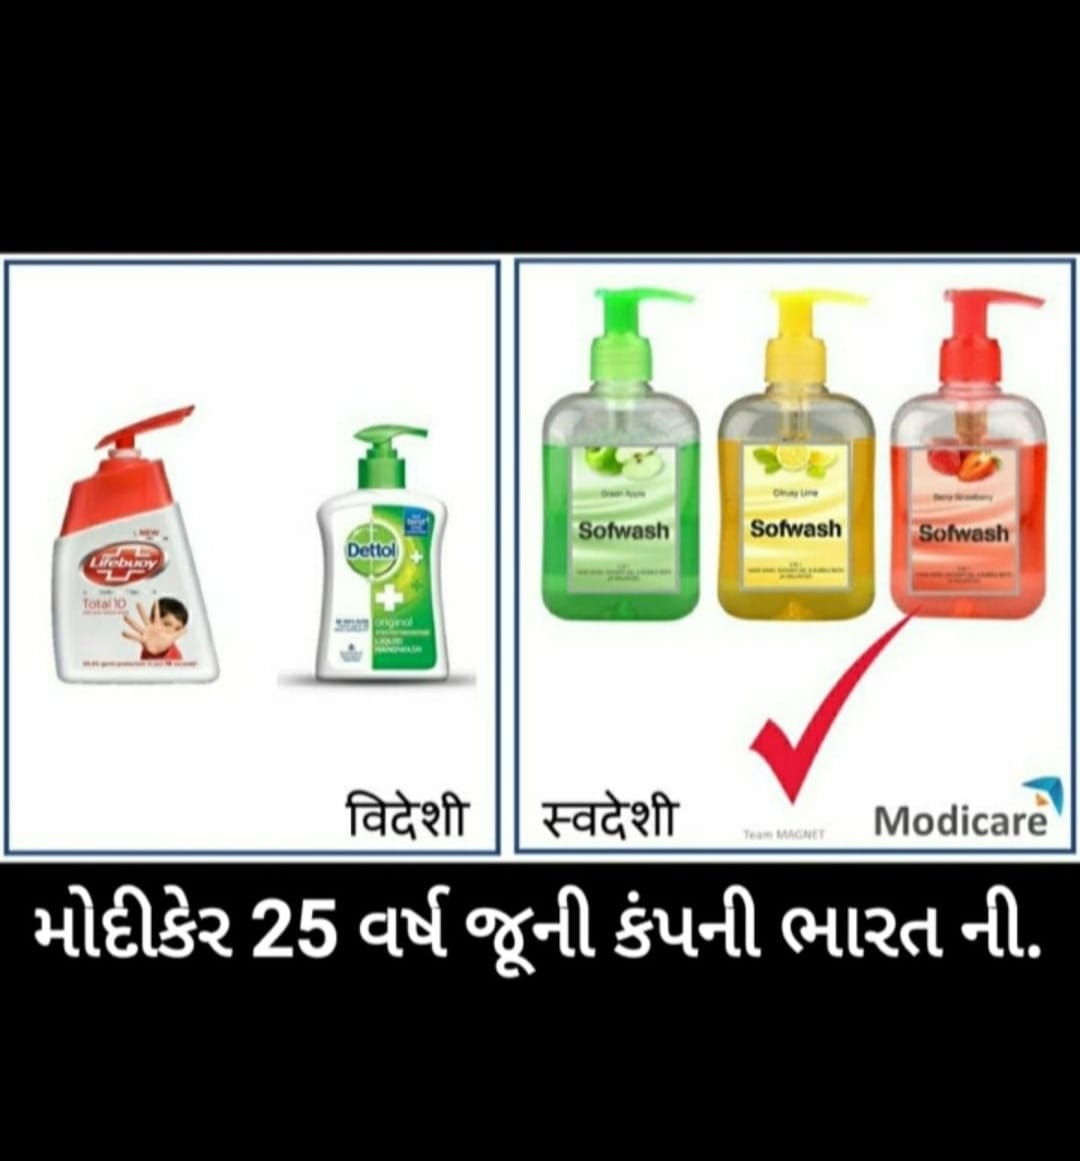 NEW
Lifebuoy
Total 10
Dettol
original
LIQUID
HANDWASH
Green Apple
Sofwash
Citrusy Lime
Sofwash
Berry Strawberry
Sofwash
विदेशी
स्वदेशी
Team MAGNET
Modicare
મોદીકેર 25 વર્ષ જૂની કંપની ભારત ની.